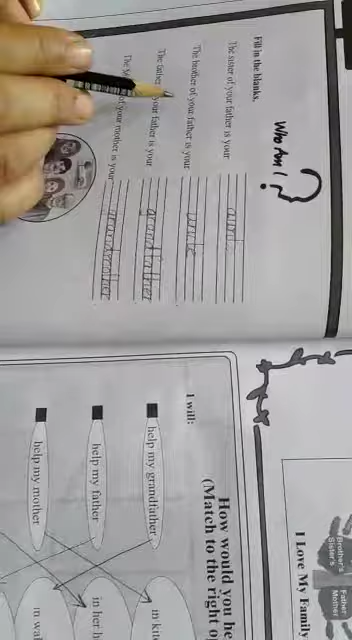 Who Am I ?
Fill in the blanks.
The sister of your father is your aunt
The brother of your father is your uncle
The father your father is your grandfather
The of your mother is your grandmother
How would you he
(Match to the right o
I will:
help my grandfather
help my father
help my mother
in kit
in her h
in wa
I Love My Family
Brother's
Sister's
Father
Mother